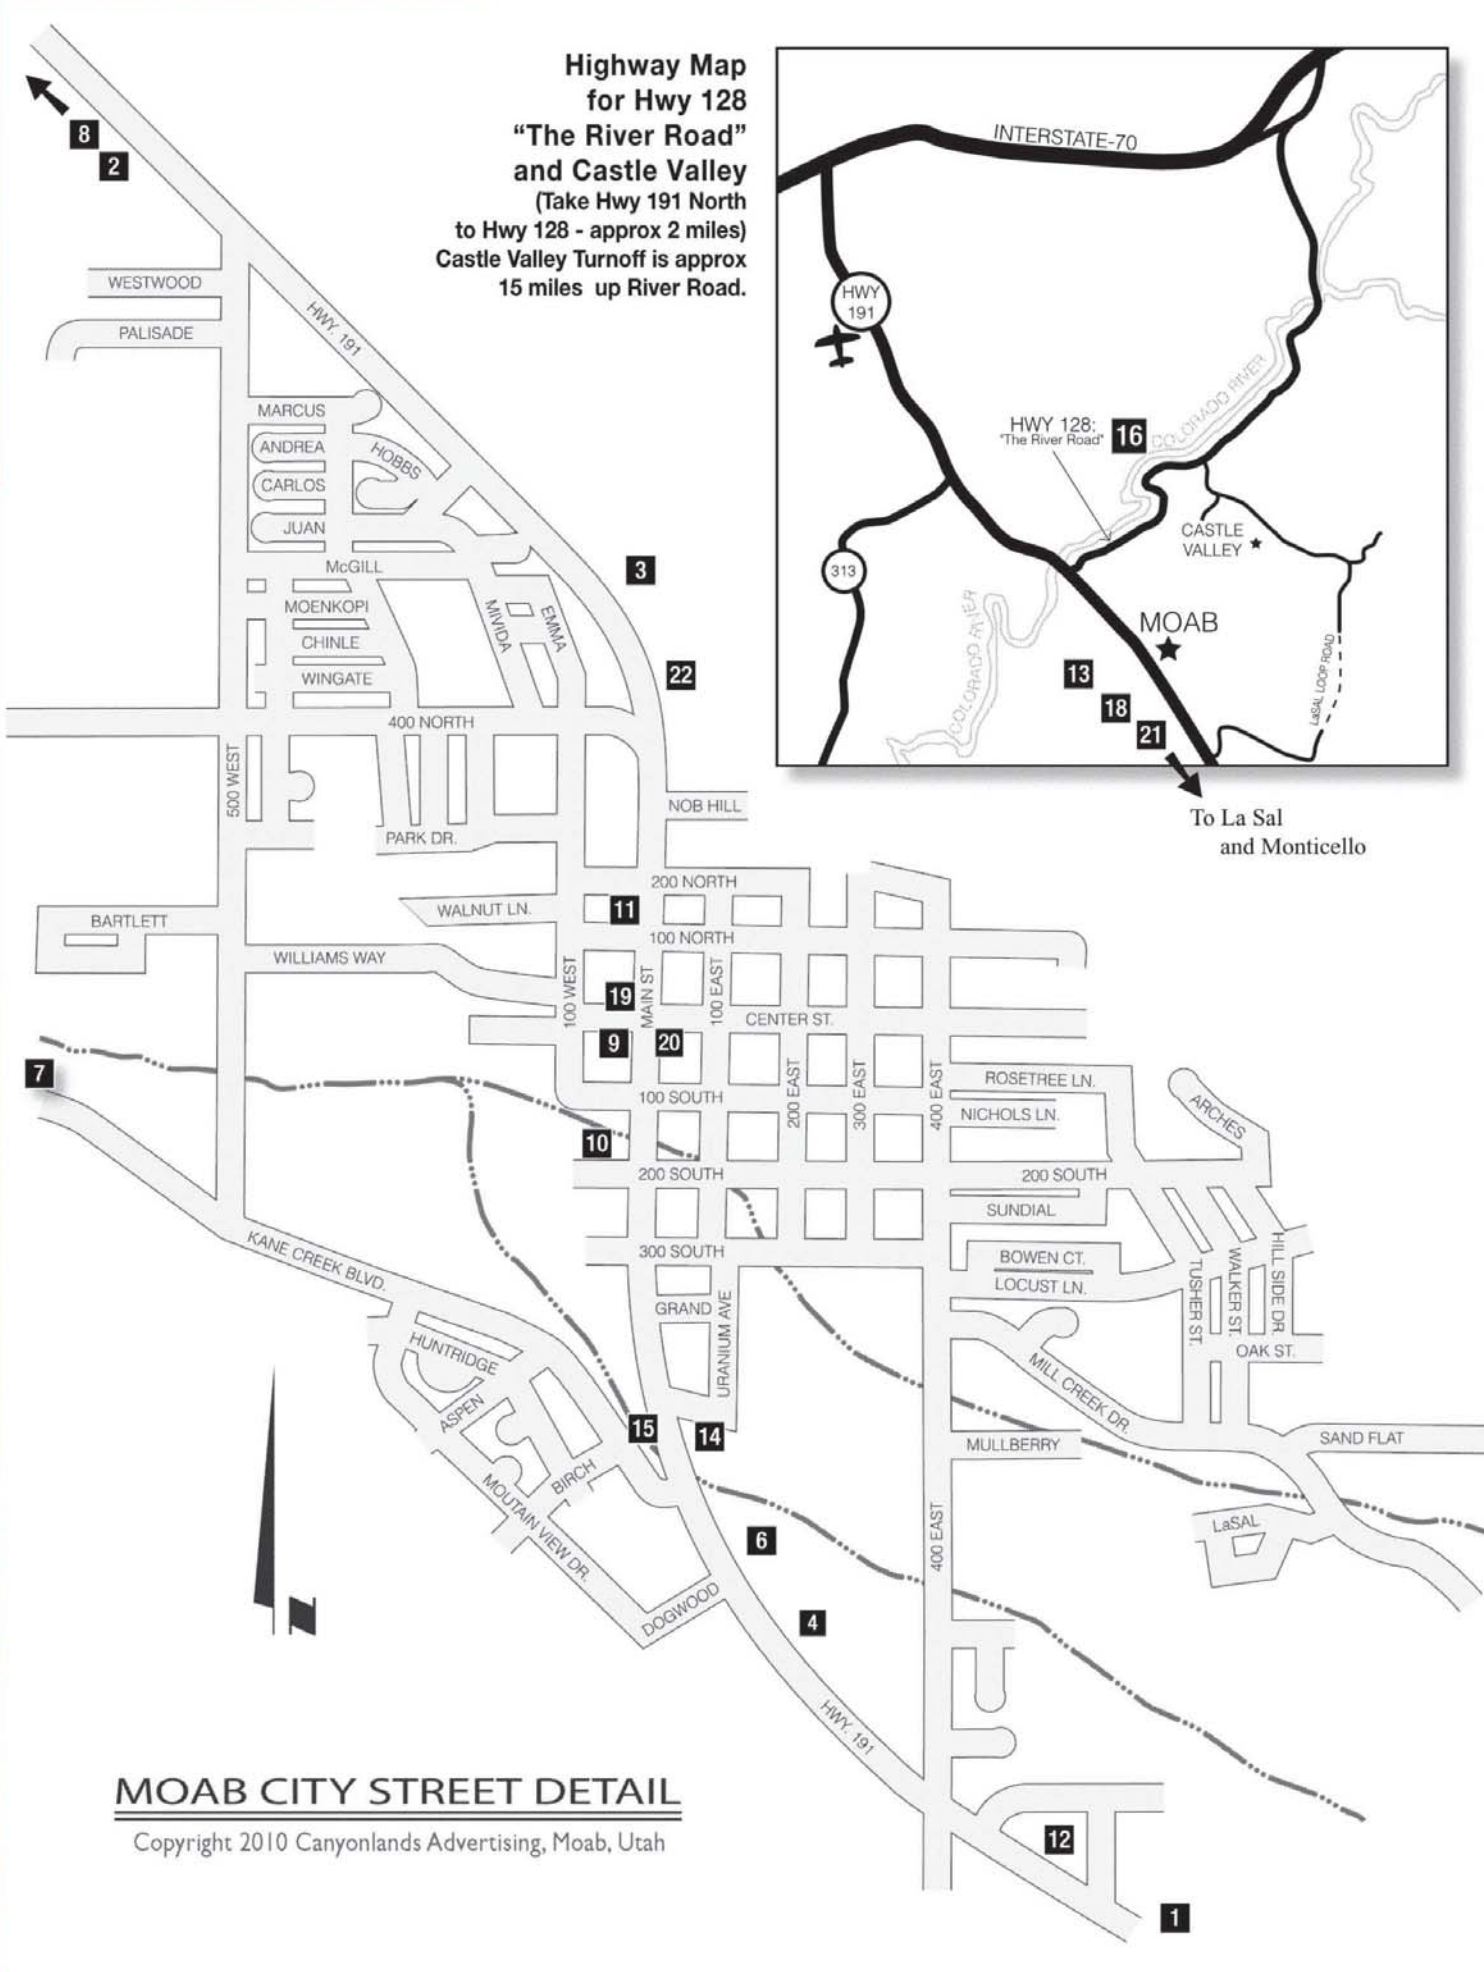 Highway Map
for Hwy 128
“The River Road”
and Castle Valley
(Take Hwy 191 North
to Hwy 128 - approx 2 miles)
Castle Valley Turnoff is approx
15 miles up River Road.
INTERSTATE-70
HWY
191
HWY 128:
"The River Road"
16
COLORADO RIVER
CASTLE
VALLEY
313
MOAB
COLORADO RIVER
LaSAL LOOP ROAD
13
18
21
To La Sal
and Monticello
8
2
WESTWOOD
PALISADE
HWY. 191
MARCUS
ANDREA
HOBBS
CARLOS
JUAN
McGILL
3
MOENKOPI
MIVIDA
EMMA
CHINLE
WINGATE
22
400 NORTH
500 WEST
NOB HILL
PARK DR.
200 NORTH
WALNUT LN.
11
BARTLETT
100 NORTH
WILLIAMS WAY
100 WEST
19
MAIN ST
100 EAST
CENTER ST.
9
20
7
200 EAST
300 EAST
400 EAST
ROSETREE LN.
100 SOUTH
NICHOLS LN.
ARCHES
10
200 SOUTH
200 SOUTH
SUNDIAL
300 SOUTH
BOWEN CT.
LOCUST LN.
KANE CREEK BLVD.
TUSHER ST.
WALKER ST.
HILL SIDE DR
GRAND
URANIUM AVE
OAK ST.
HUNTRIDGE
MILL CREEK DR.
ASPEN
15
14
MULLBERRY
SAND FLAT
BIRCH
MOUTAIN VIEW DR.
LaSAL
6
400 EAST
DOGWOOD
4
HWY. 191
MOAB CITY STREET DETAIL
Copyright 2010 Canyonlands Advertising, Moab, Utah
12
1